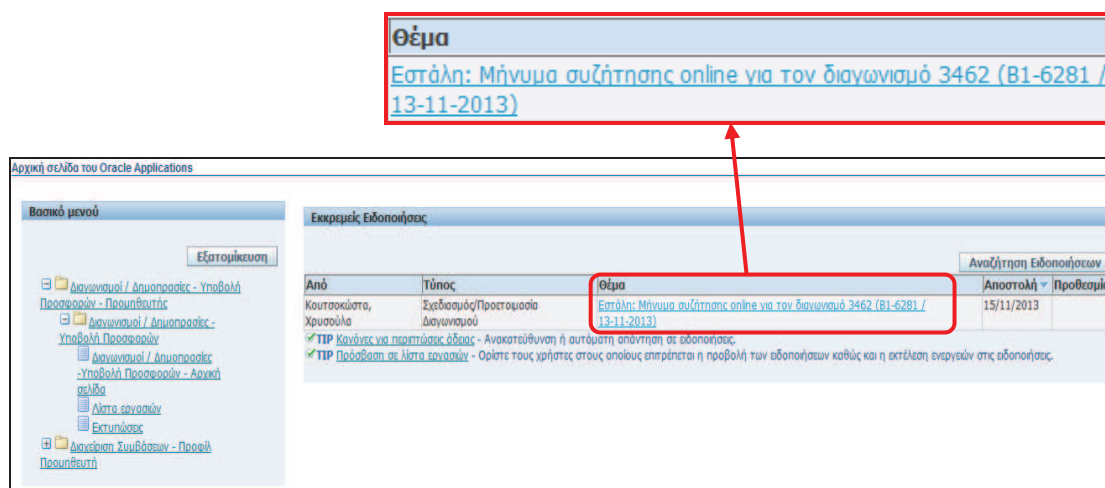 Θέμα
Εστάλη: Μήνυμα συζήτησης online για τον διαγωνισμό 3462 (Β1-6281 /
13-11-2013)
Αρχική σελίδα του Oracle Applications
Βασικό μενού
Εξατομίκευση
Διαγωνισμοί / Δημοπρασίες - Υποβολή
Προσφορών - Προμηθευτής
Διαγωνισμοί / Δημοπρασίες -
Υποβολή Προσφορών
Διαγωνισμοί / Δημοπρασίες
-Υποβολή Προσφορών - Αρχική
σελίδα
Λίστα εργασιών
Εκτυπώσεις
Διαχείριση Συμβάσεων - Προφίλ
Προμηθευτή
Εκκρεμείς Ειδοποιήσεις
Αναζήτηση Ειδοποιήσεων
Από Τύπος Θέμα Αποστολή Προθεσμία
Κουτσοκώστα, Σχεδιασμός/Προετοιμασία Εστάλη: Μήνυμα συζήτησης online για τον διαγωνισμό 3462 (Β1-6281 / 15/11/2013
Χρυσούλα Διαγωνισμού 13-11-2013)
TIP Κανόνες για περιπτώσεις άδειας - Ανακατεύθυνση ή αυτόματη απάντηση σε ειδοποιήσεις.
TIP Πρόσβαση σε λίστα εργασιών - Ορίστε τους χρήστες στους οποίους επιτρέπεται η προβολή των ειδοποιήσεων καθώς και η εκτέλεση ενεργειών στις ειδοποιήσεις.